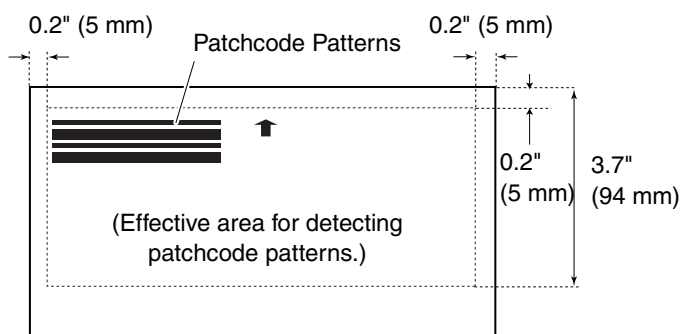 0.2" (5 mm)
0.2" (5 mm)
Patchcode Patterns
0.2"
(5 mm)
3.7"
(94 mm)
(Effective area for detecting
patchcode patterns.)